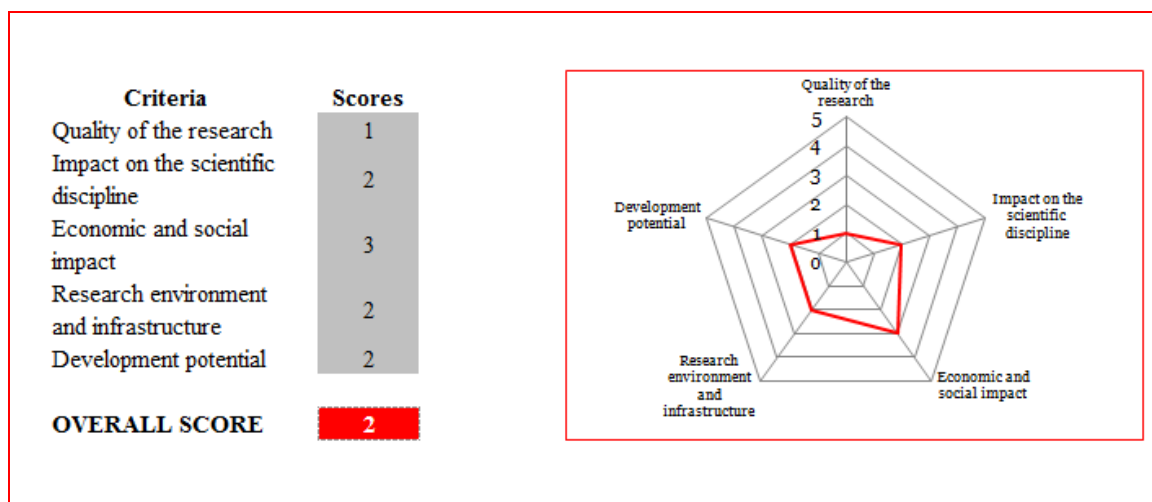 Criteria Scores
Quality of the research 1
Impact on the scientific
discipline 2
Economic and social
impact 3
Research environment
and infrastructure 2
Development potential 2
OVERALL SCORE 2
Quality of the
research
5
4
3
2
1
0
Impact on the
scientific
discipline
Economic and
social impact
Research
environment
and
infrastructure
Development
potential